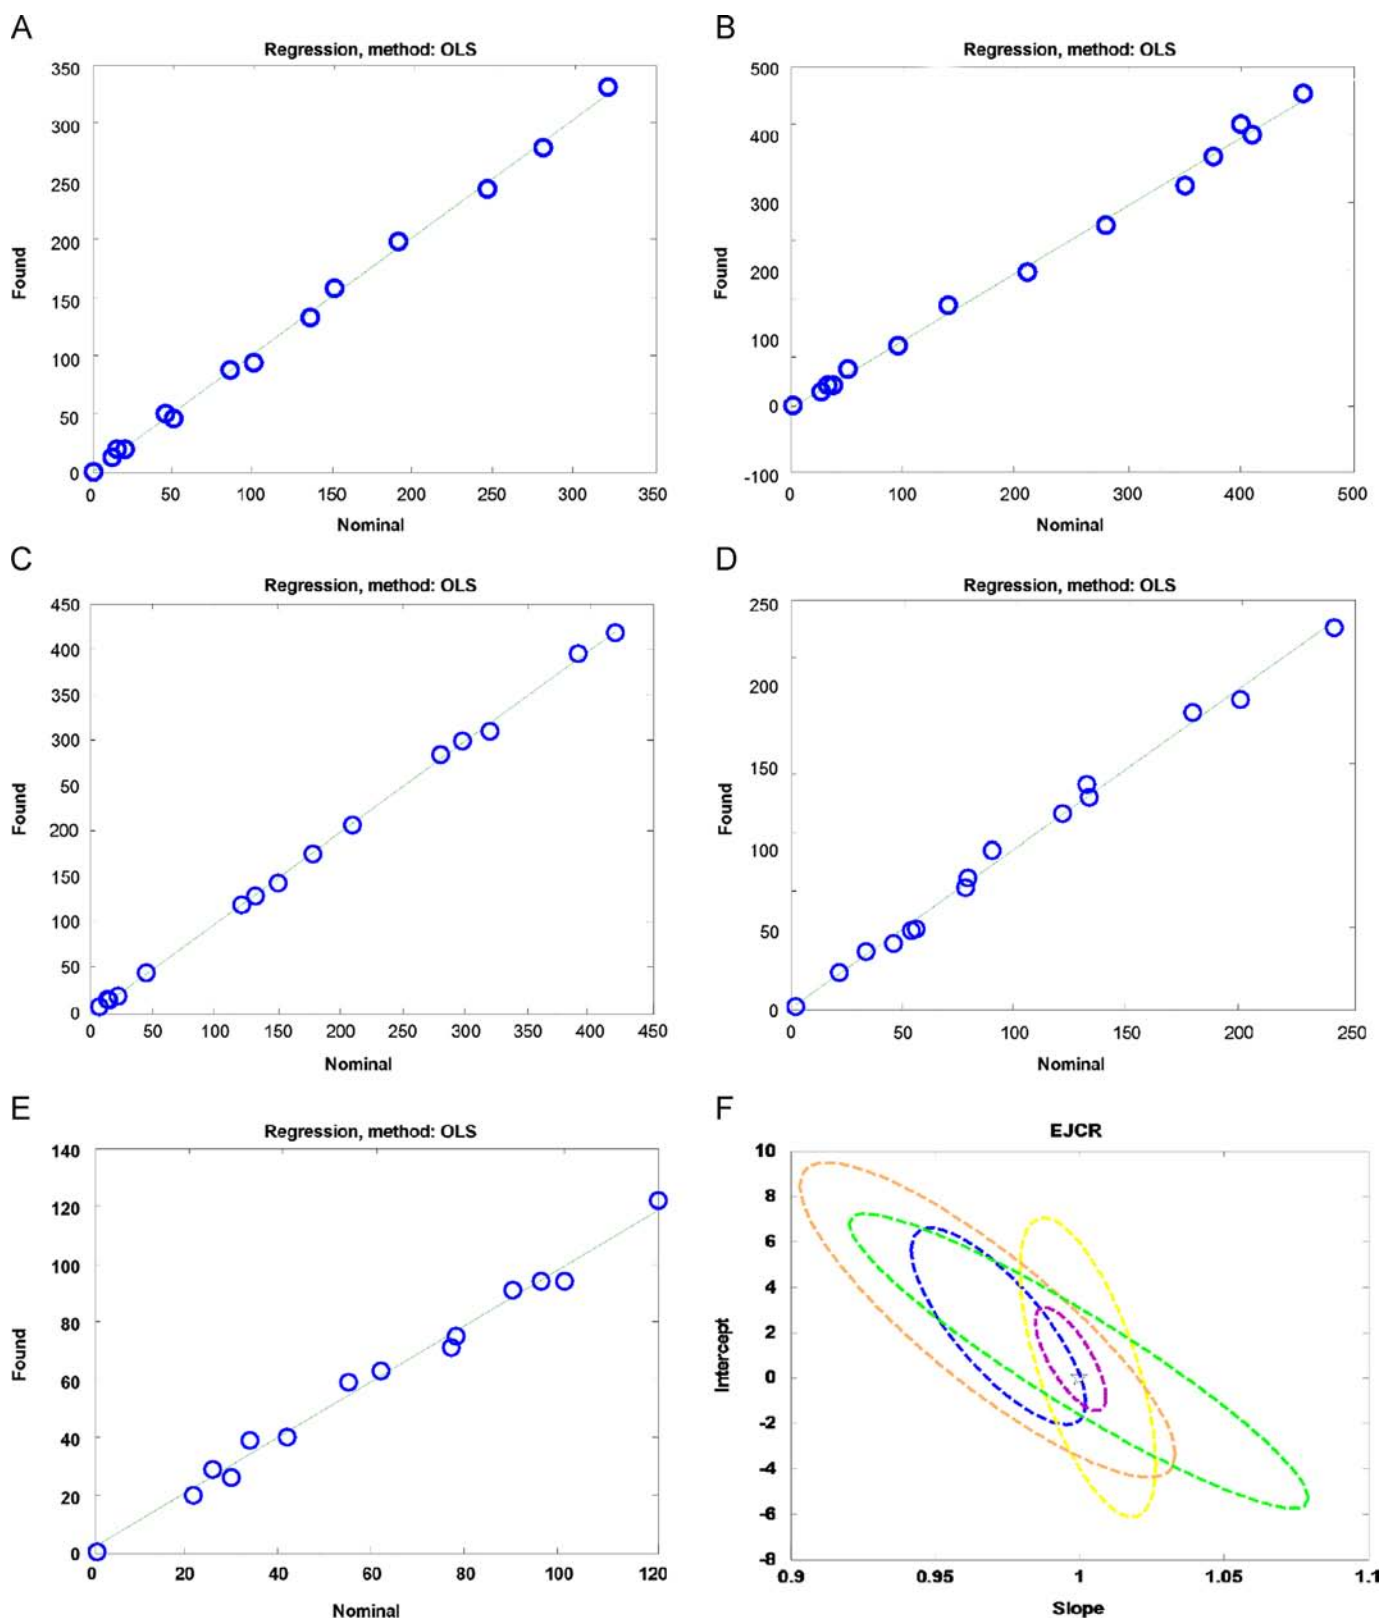 A
Regression, method: OLS
350
300
250
200
150
100
50
0
Found
0 50 100 150 200 250 300 350
Nominal
B
Regression, method: OLS
500
400
300
200
100
0
-100
Found
0 100 200 300 400 500
Nominal
C
Regression, method: OLS
450
400
350
300
50
200
150
100
50
0
Found
0 50 100 150 200 250 300 350 400 450
Nominal
D
Regression, method: OLS
250
200
150
100
50
0
Found
0 50 100 150 200 250
Nominal
E
Regression, method: OLS
140
120
100
80
60
40
20
0
Found
0 20 40 60 80 100 120
Nominal
F
EJCR
10
8
6
4
2
0
-2
-4
-6
-8
Intercept
0.9 0.95 1 1.05 1.1
Slope